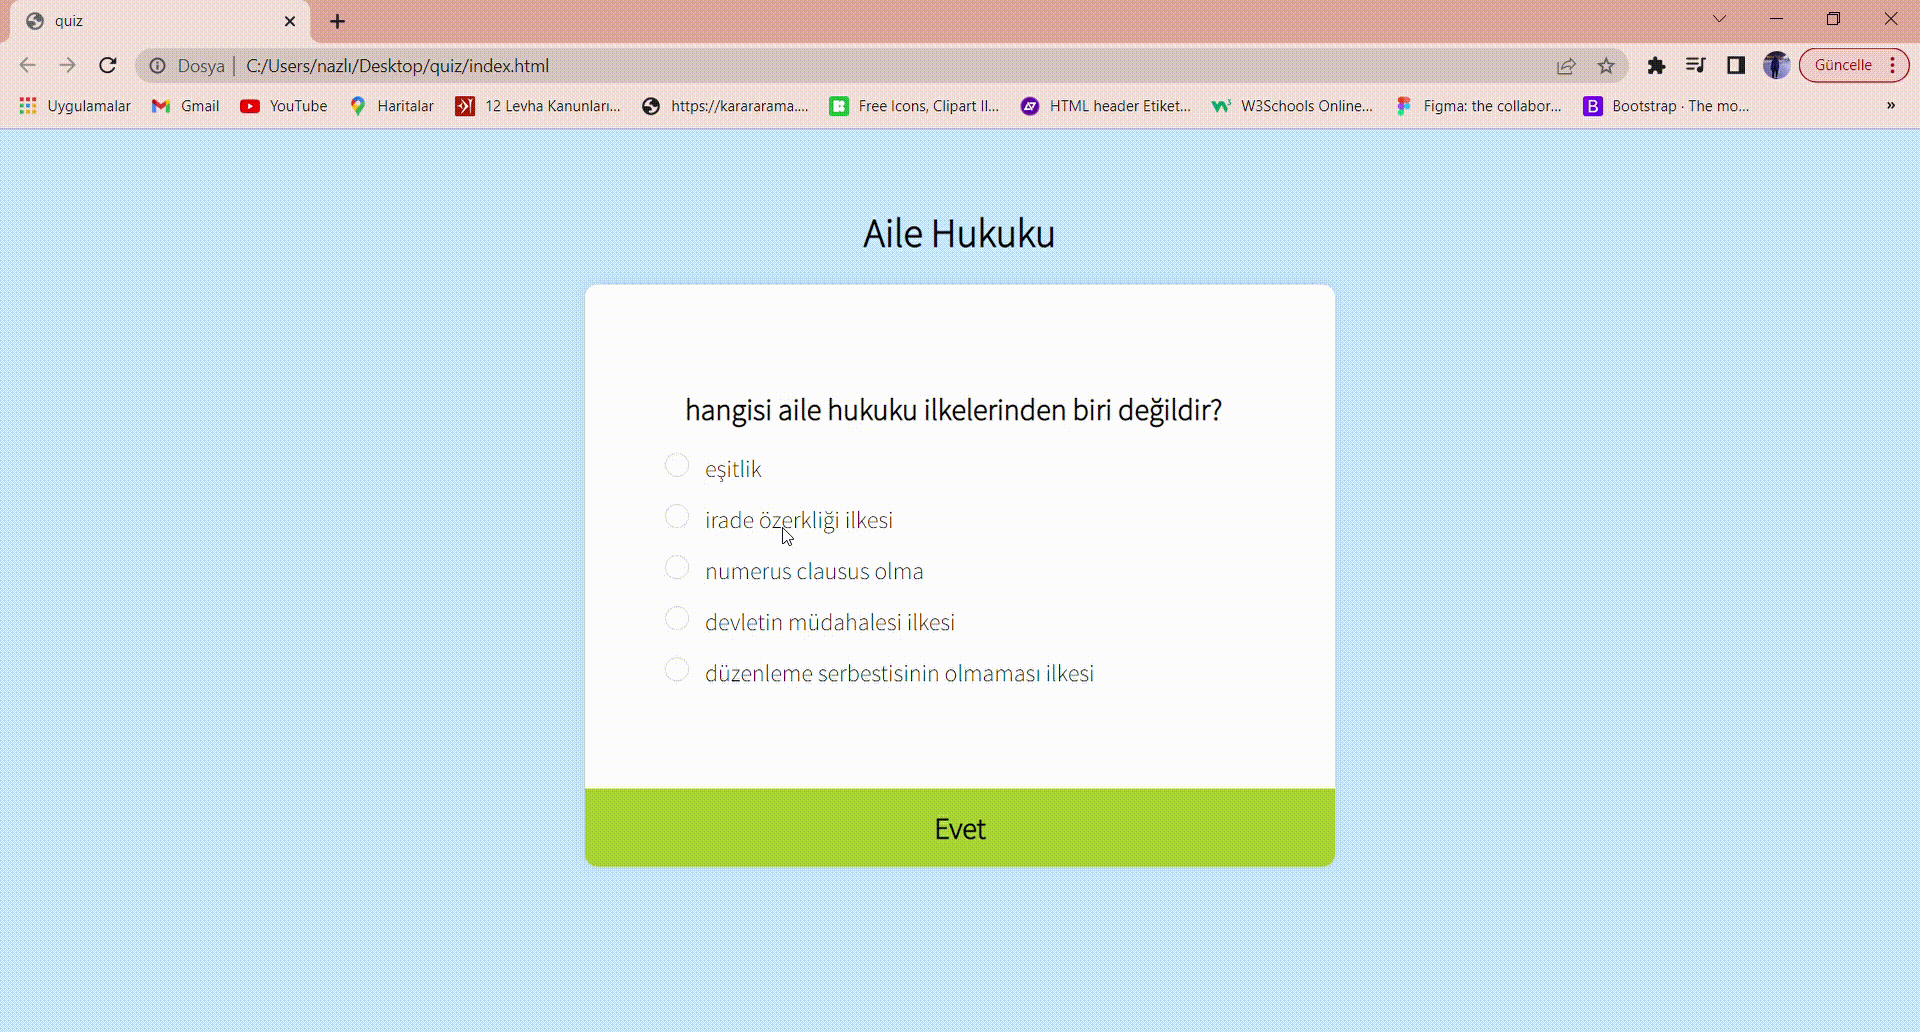 quiz
Dosya
C:/Users/nazlı/Desktop/quiz/index.html
Güncelle
Uygulamalar
Gmail
YouTube
Haritalar
12 Levha Kanunları...
https://karararama....
Free Icons, Clipart Il...
HTML header Etiket...
W3Schools Online...
Figma: the collabor...
Bootstrap · The mo...
»
Aile Hukuku
hangisi aile hukuku ilkelerinden biri değildir?
eşitlik
irade özerkliği ilkesi
numerus clausus olma
devletin müdahalesi ilkesi
düzenleme serbestisinin olmaması ilkesi
Evet